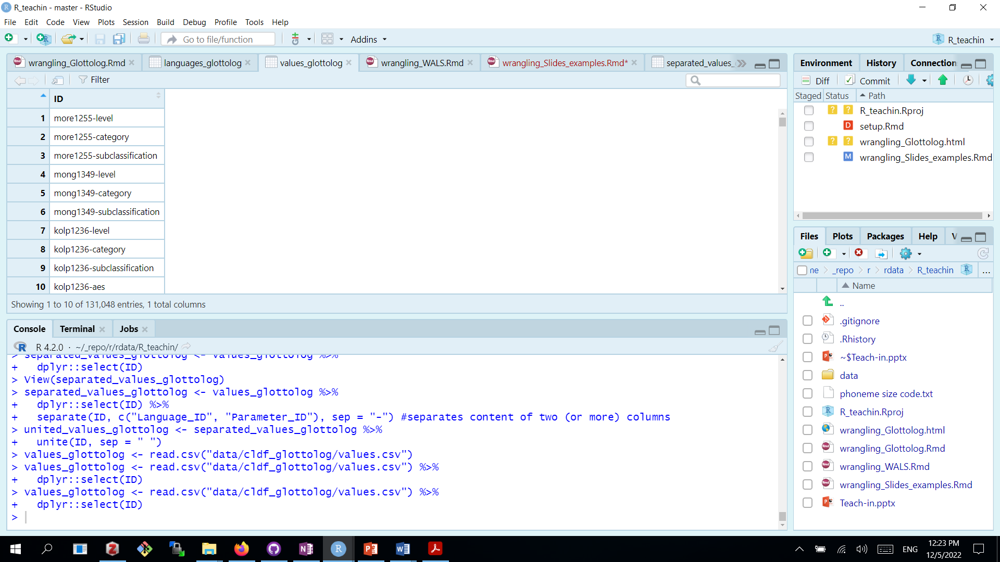 R_teachin - master - RStudio
File Edit Code View Plots Session Build Debug Profile Tools Help
Go to file/function Addins R_teachin
wrangling_Glottolog.Rmd languages_glottolog values_glottolog wrangling_WALS.Rmd wrangling_Slides_examples.Rmd* separated_values_
Filter
ID
1 more1255-level
2 more1255-category
3 more1255-subclassification
4 mong1349-level
5 mong1349-category
6 mong1349-subclassification
7 kolp1236-level
8 kolp1236-category
9 kolp1236-subclassification
10 kolp1236-aes
Showing 1 to 10 of 131,048 entries, 1 total columns
Console Terminal Jobs
R 4.2.0 · ~/_repo/r/rdata/R_teachin/
> separated_values_glottolog <- values_glottolog %>%
+   dplyr::select(ID)
> View(separated_values_glottolog)
> separated_values_glottolog <- values_glottolog %>%
+   dplyr::select(ID) %>%
+   separate(ID, c("Language_ID", "Parameter_ID"), sep = "-") #separates content of two (or more) columns
> united_values_glottolog <- separated_values_glottolog %>%
+   unite(ID, sep = " ")
> values_glottolog <- read.csv("data/cldf_glottolog/values.csv")
> values_glottolog <- read.csv("data/cldf_glottolog/values.csv") %>%
+   dplyr::select(ID)
> values_glottolog <- read.csv("data/cldf_glottolog/values.csv") %>%
+   dplyr::select(ID)
>
Environment History Connection
Diff Commit
Staged Status Path
? ? R_teachin.Rproj
D setup.Rmd
? ? wrangling_Glottolog.html
M wrangling_Slides_examples.Rmd
Files Plots Packages Help V
ne _repo r rdata R_teachin ...
Name
..
.gitignore
.Rhistory
~$Teach-in.pptx
data
phoneme size code.txt
R_teachin.Rproj
wrangling_Glottolog.html
wrangling_Glottolog.Rmd
wrangling_WALS.Rmd
wrangling_Slides_examples.Rmd
Teach-in.pptx
ENG
12:23 PM
12/5/2022